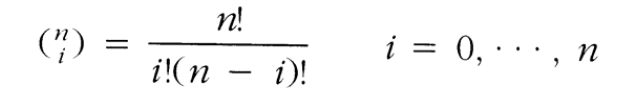 (n i) = n! / i!(n − i)!    i = 0, · · · , n